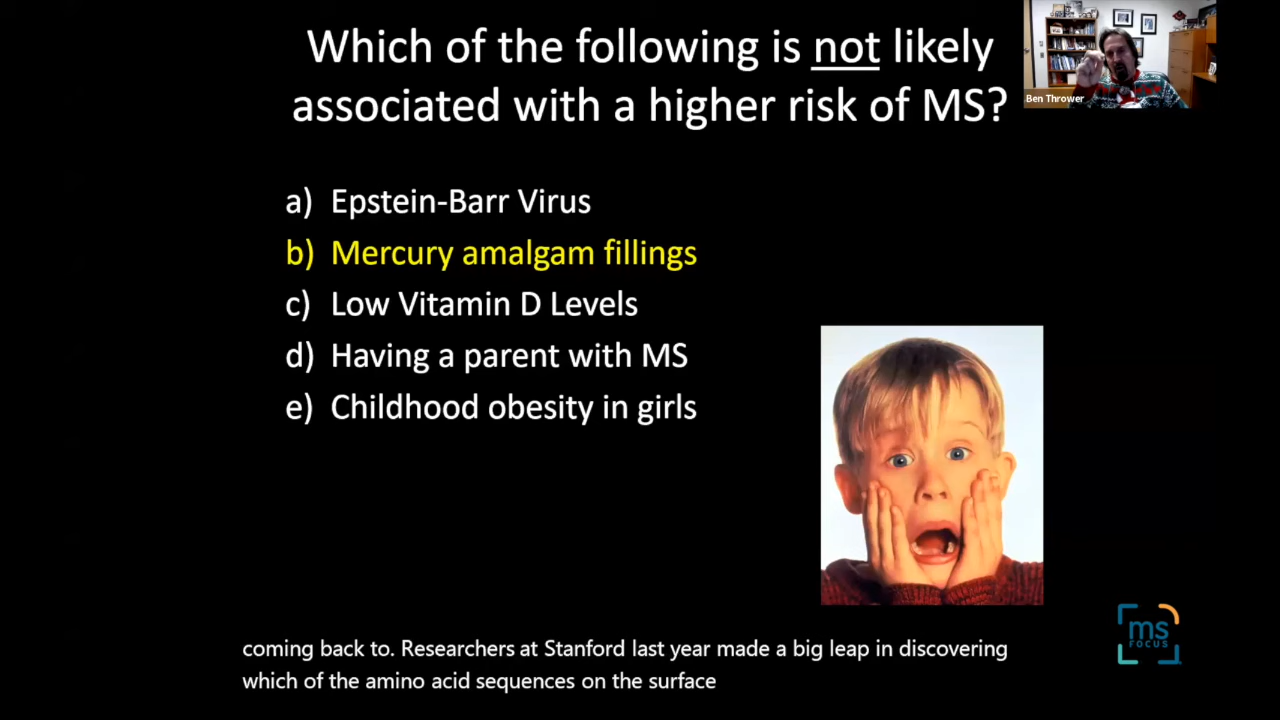 Which of the following is not likely
associated with a higher risk of MS?
Ben Thrower
a) Epstein-Barr Virus
b) Mercury amalgam fillings
c) Low Vitamin D Levels
d) Having a parent with MS
e) Childhood obesity in girls
ms
FOCUS
coming back to. Researchers at Stanford last year made a big leap in discovering
which of the amino acid sequences on the surface